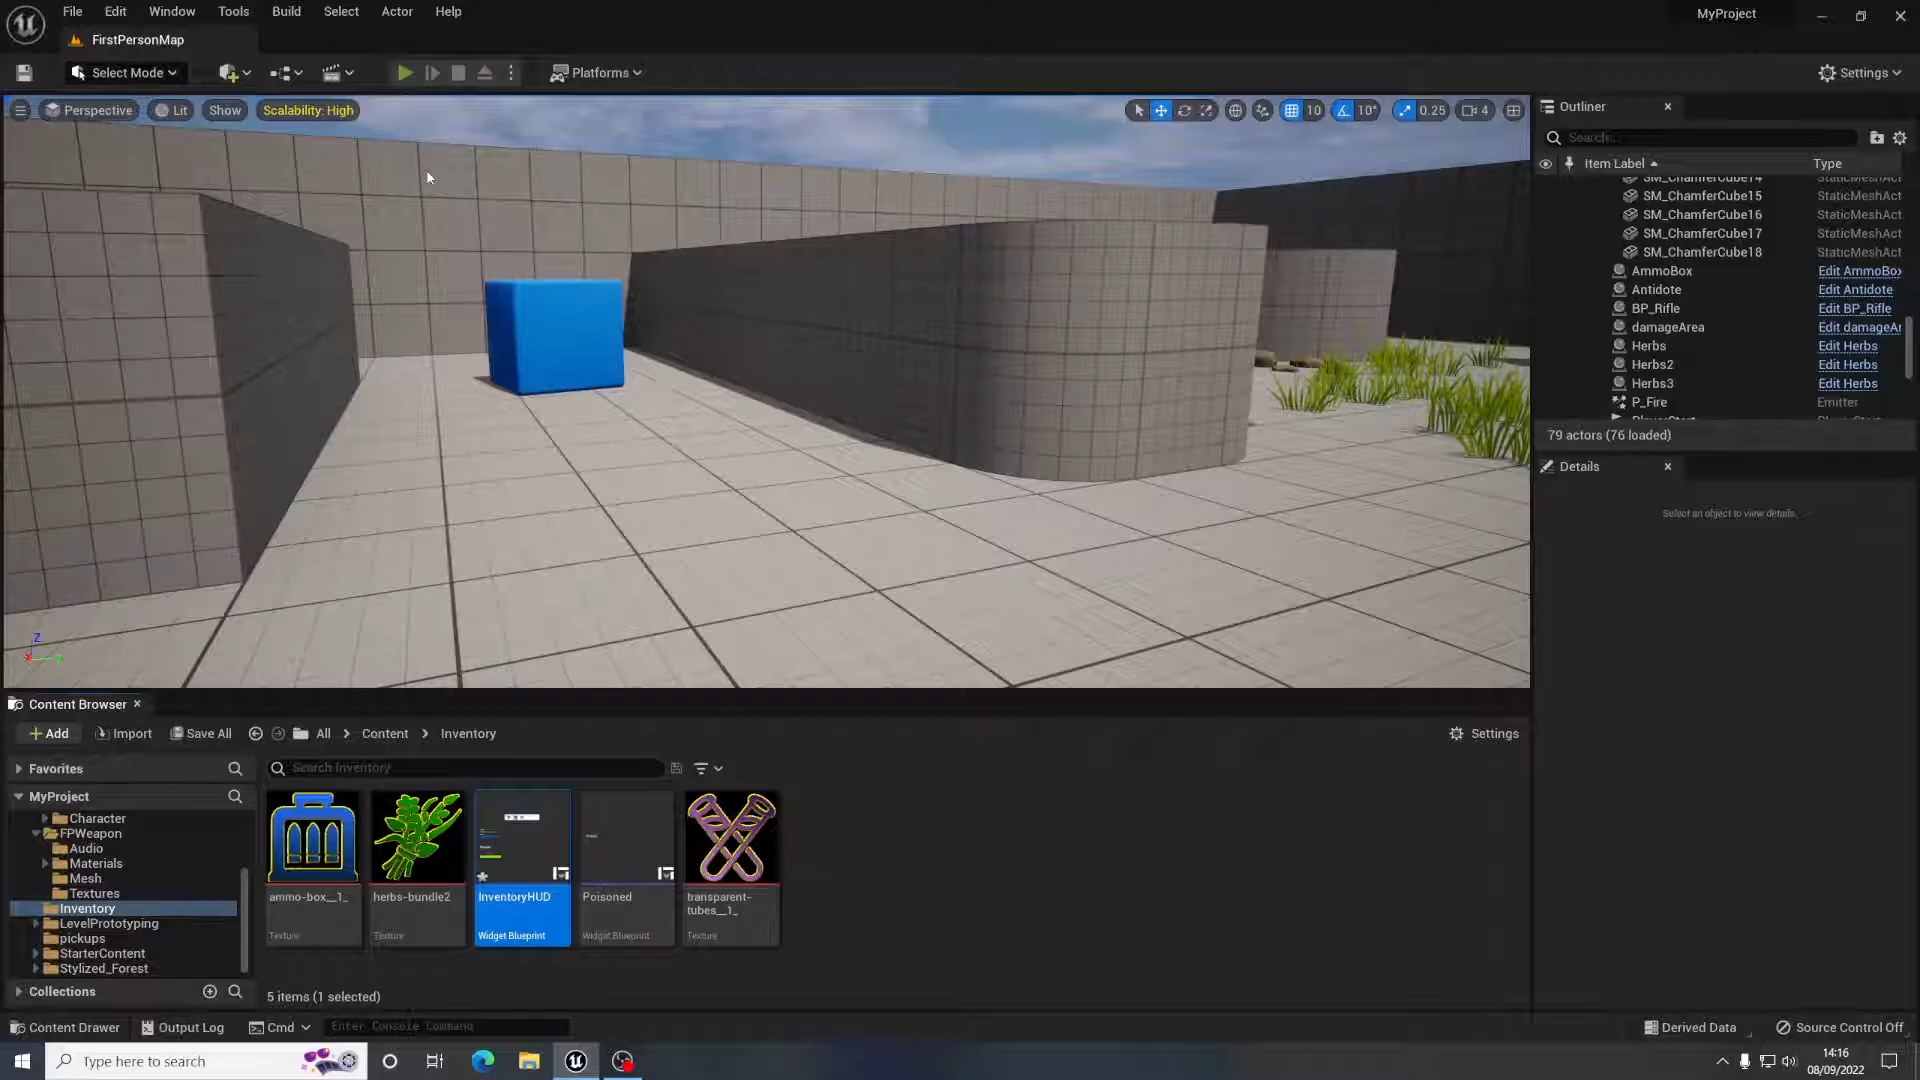 File Edit Window Tools Build Select Actor Help
MyProject
FirstPersonMap
Select Mode
Platforms
Settings
Perspective Lit Show Scalability: High
10 10° 0.25 4
Outliner
Search...
Item Label Type
SM_ChamferCube14 StaticMeshAct
SM_ChamferCube15 StaticMeshAct
SM_ChamferCube16 StaticMeshAct
SM_ChamferCube17 StaticMeshAct
SM_ChamferCube18 StaticMeshAct
AmmoBox Edit AmmoBox
Antidote Edit Antidote
BP_Rifle Edit BP_Rifle
damageArea Edit damageAr
Herbs Edit Herbs
Herbs2 Edit Herbs
Herbs3 Edit Herbs
P_Fire Emitter
PlayerStart PlayerStart
79 actors (76 loaded)
Details
Select an object to view details.
Z
Content Browser
Add Import Save All All Content Inventory Settings
Favorites
Search Inventory
MyProject
Character
FPWeapon
Audio
Materials
Mesh
Textures
Inventory
LevelPrototyping
pickups
StarterContent
Stylized_Forest
Collections
ammo-box__1_
Texture
herbs-bundle2
Texture
InventoryHUD
Widget Blueprint
Poisoned
Widget Blueprint
transparent-
tubes__1_
Texture
5 items (1 selected)
Content Drawer Output Log Cmd Enter Console Command
Derived Data Source Control Off
Type here to search
14:16
08/09/2022